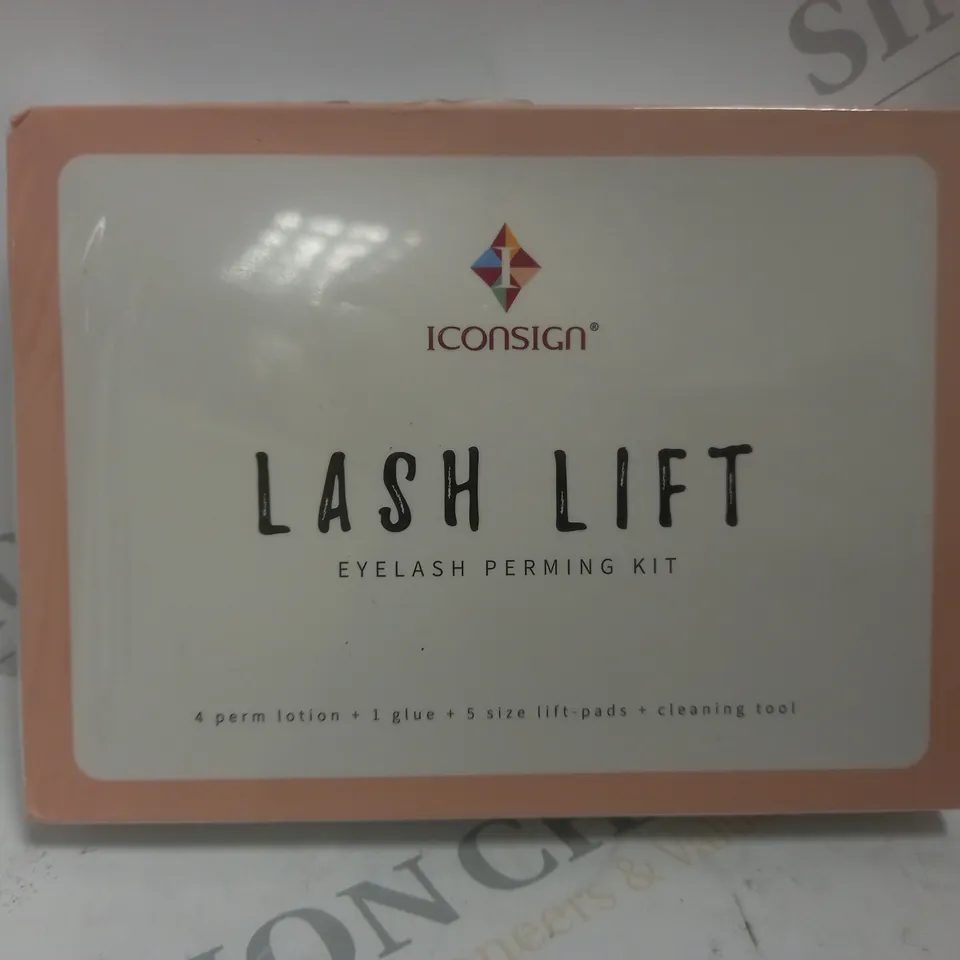 I
ICONSIGN®
LASH LIFT
EYELASH PERMING KIT
4 perm lotion + 1 glue + 5 size lift-pads + cleaning tool